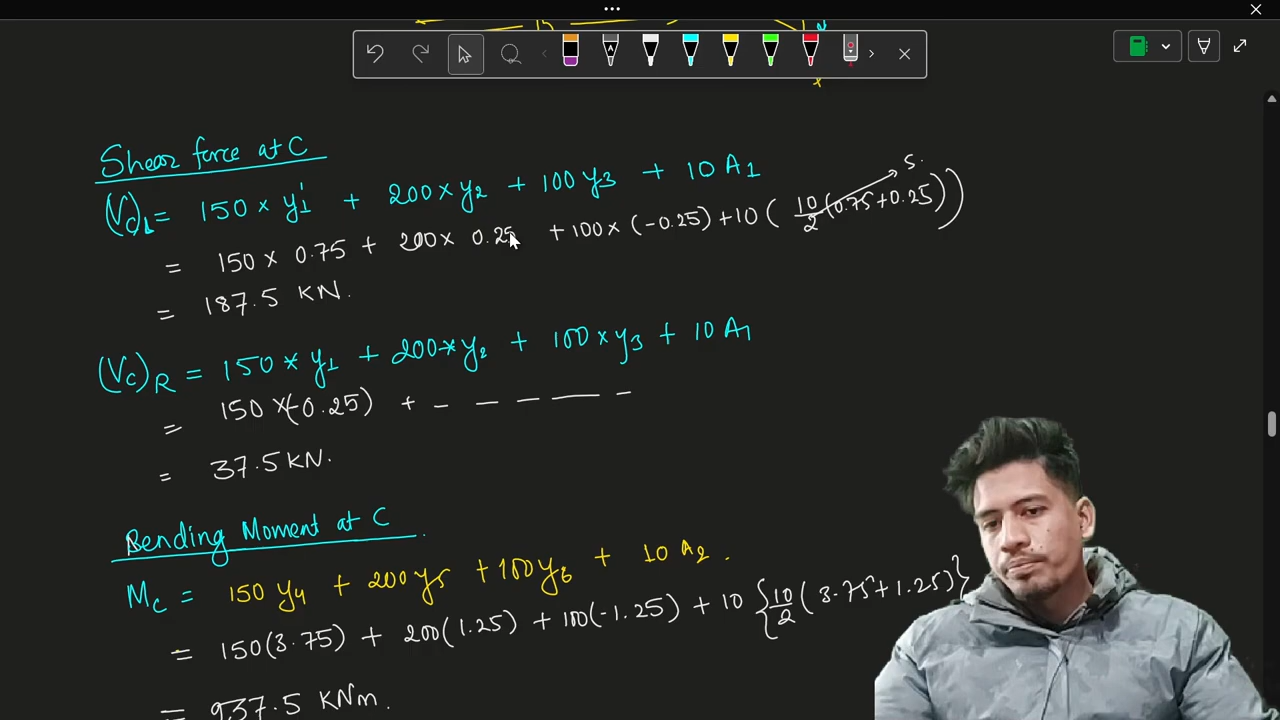 15
Shear force at C
(Vc)L = 150 × y1' + 200 × y2 + 100 y3 + 10 A1
= 150 × 0.75 + 200 × 0.25 + 100 × (-0.25) + 10 ( 10/2 (0.75+0.25)) 5.
= 187.5 KN.
(Vc)R = 150 × y1 + 200 × y2 + 100 × y3 + 10 A1
= 150 × (-0.25) + - - - - -
= 37.5 KN.
Bending Moment at C
Mc = 150 y4 + 200 y5 + 100 y6 + 10 A2 .
= 150(3.75) + 200(1.25) + 100(-1.25) + 10 {10/2 (3.75+1.25)}
= 937.5 KNm.